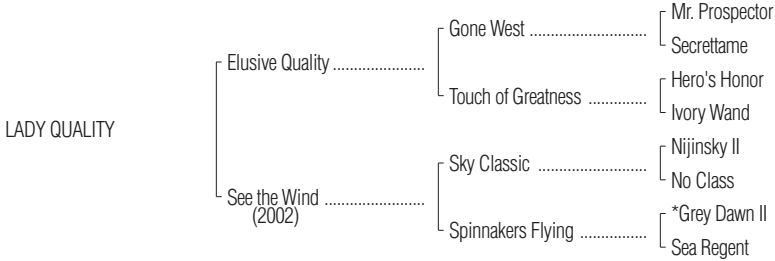 Mr. Prospector
Gone West ......................
Secrettame
Elusive Quality .................
Hero's Honor
Touch of Greatness ...........
Ivory Wand
LADY QUALITY
Nijinsky II
Sky Classic .....................
No Class
See the Wind ...................
(2002)
*Grey Dawn II
Spinnakers Flying .............
Sea Regent